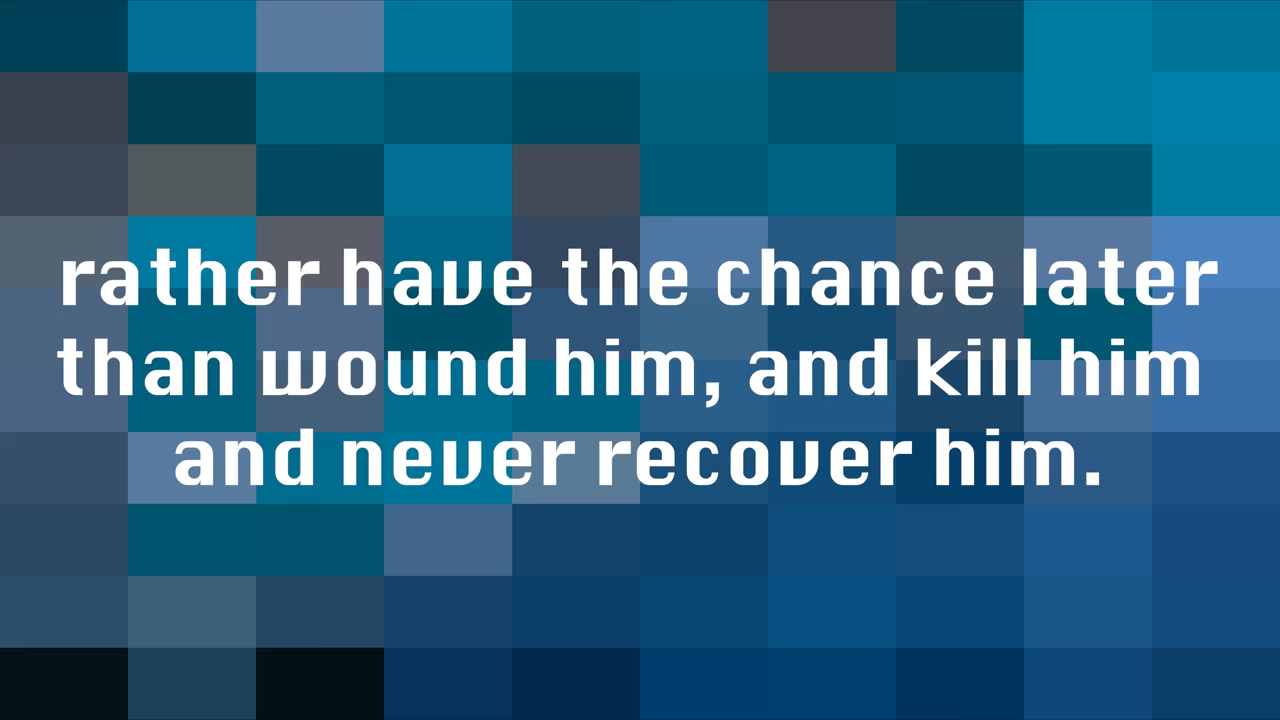 rather have the chance later
than wound him, and kill him
and never recover him.